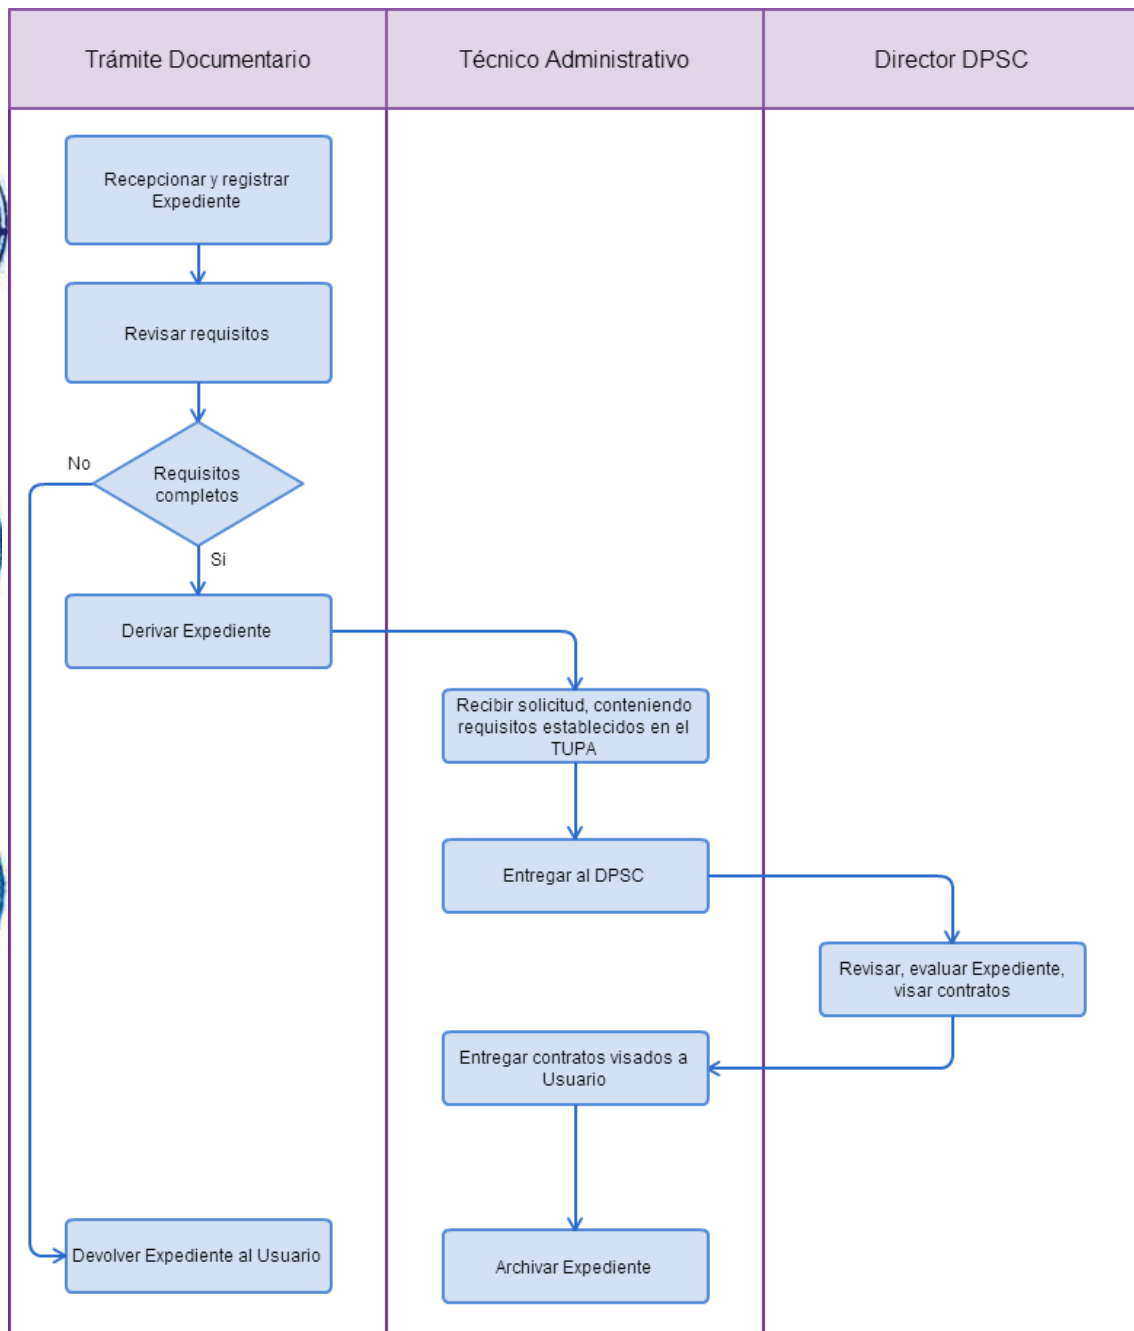 Trámite Documentario
Técnico Administrativo
Director DPSC
Recepcionar y registrar
Expediente
Revisar requisitos
No
Requisitos
completos
Si
Derivar Expediente
Recibir solicitud, conteniendo
requisitos establecidos en el
TUPA
Entregar al DPSC
Revisar, evaluar Expediente,
visar contratos
Entregar contratos visados a
Usuario
Devolver Expediente al Usuario
Archivar Expediente